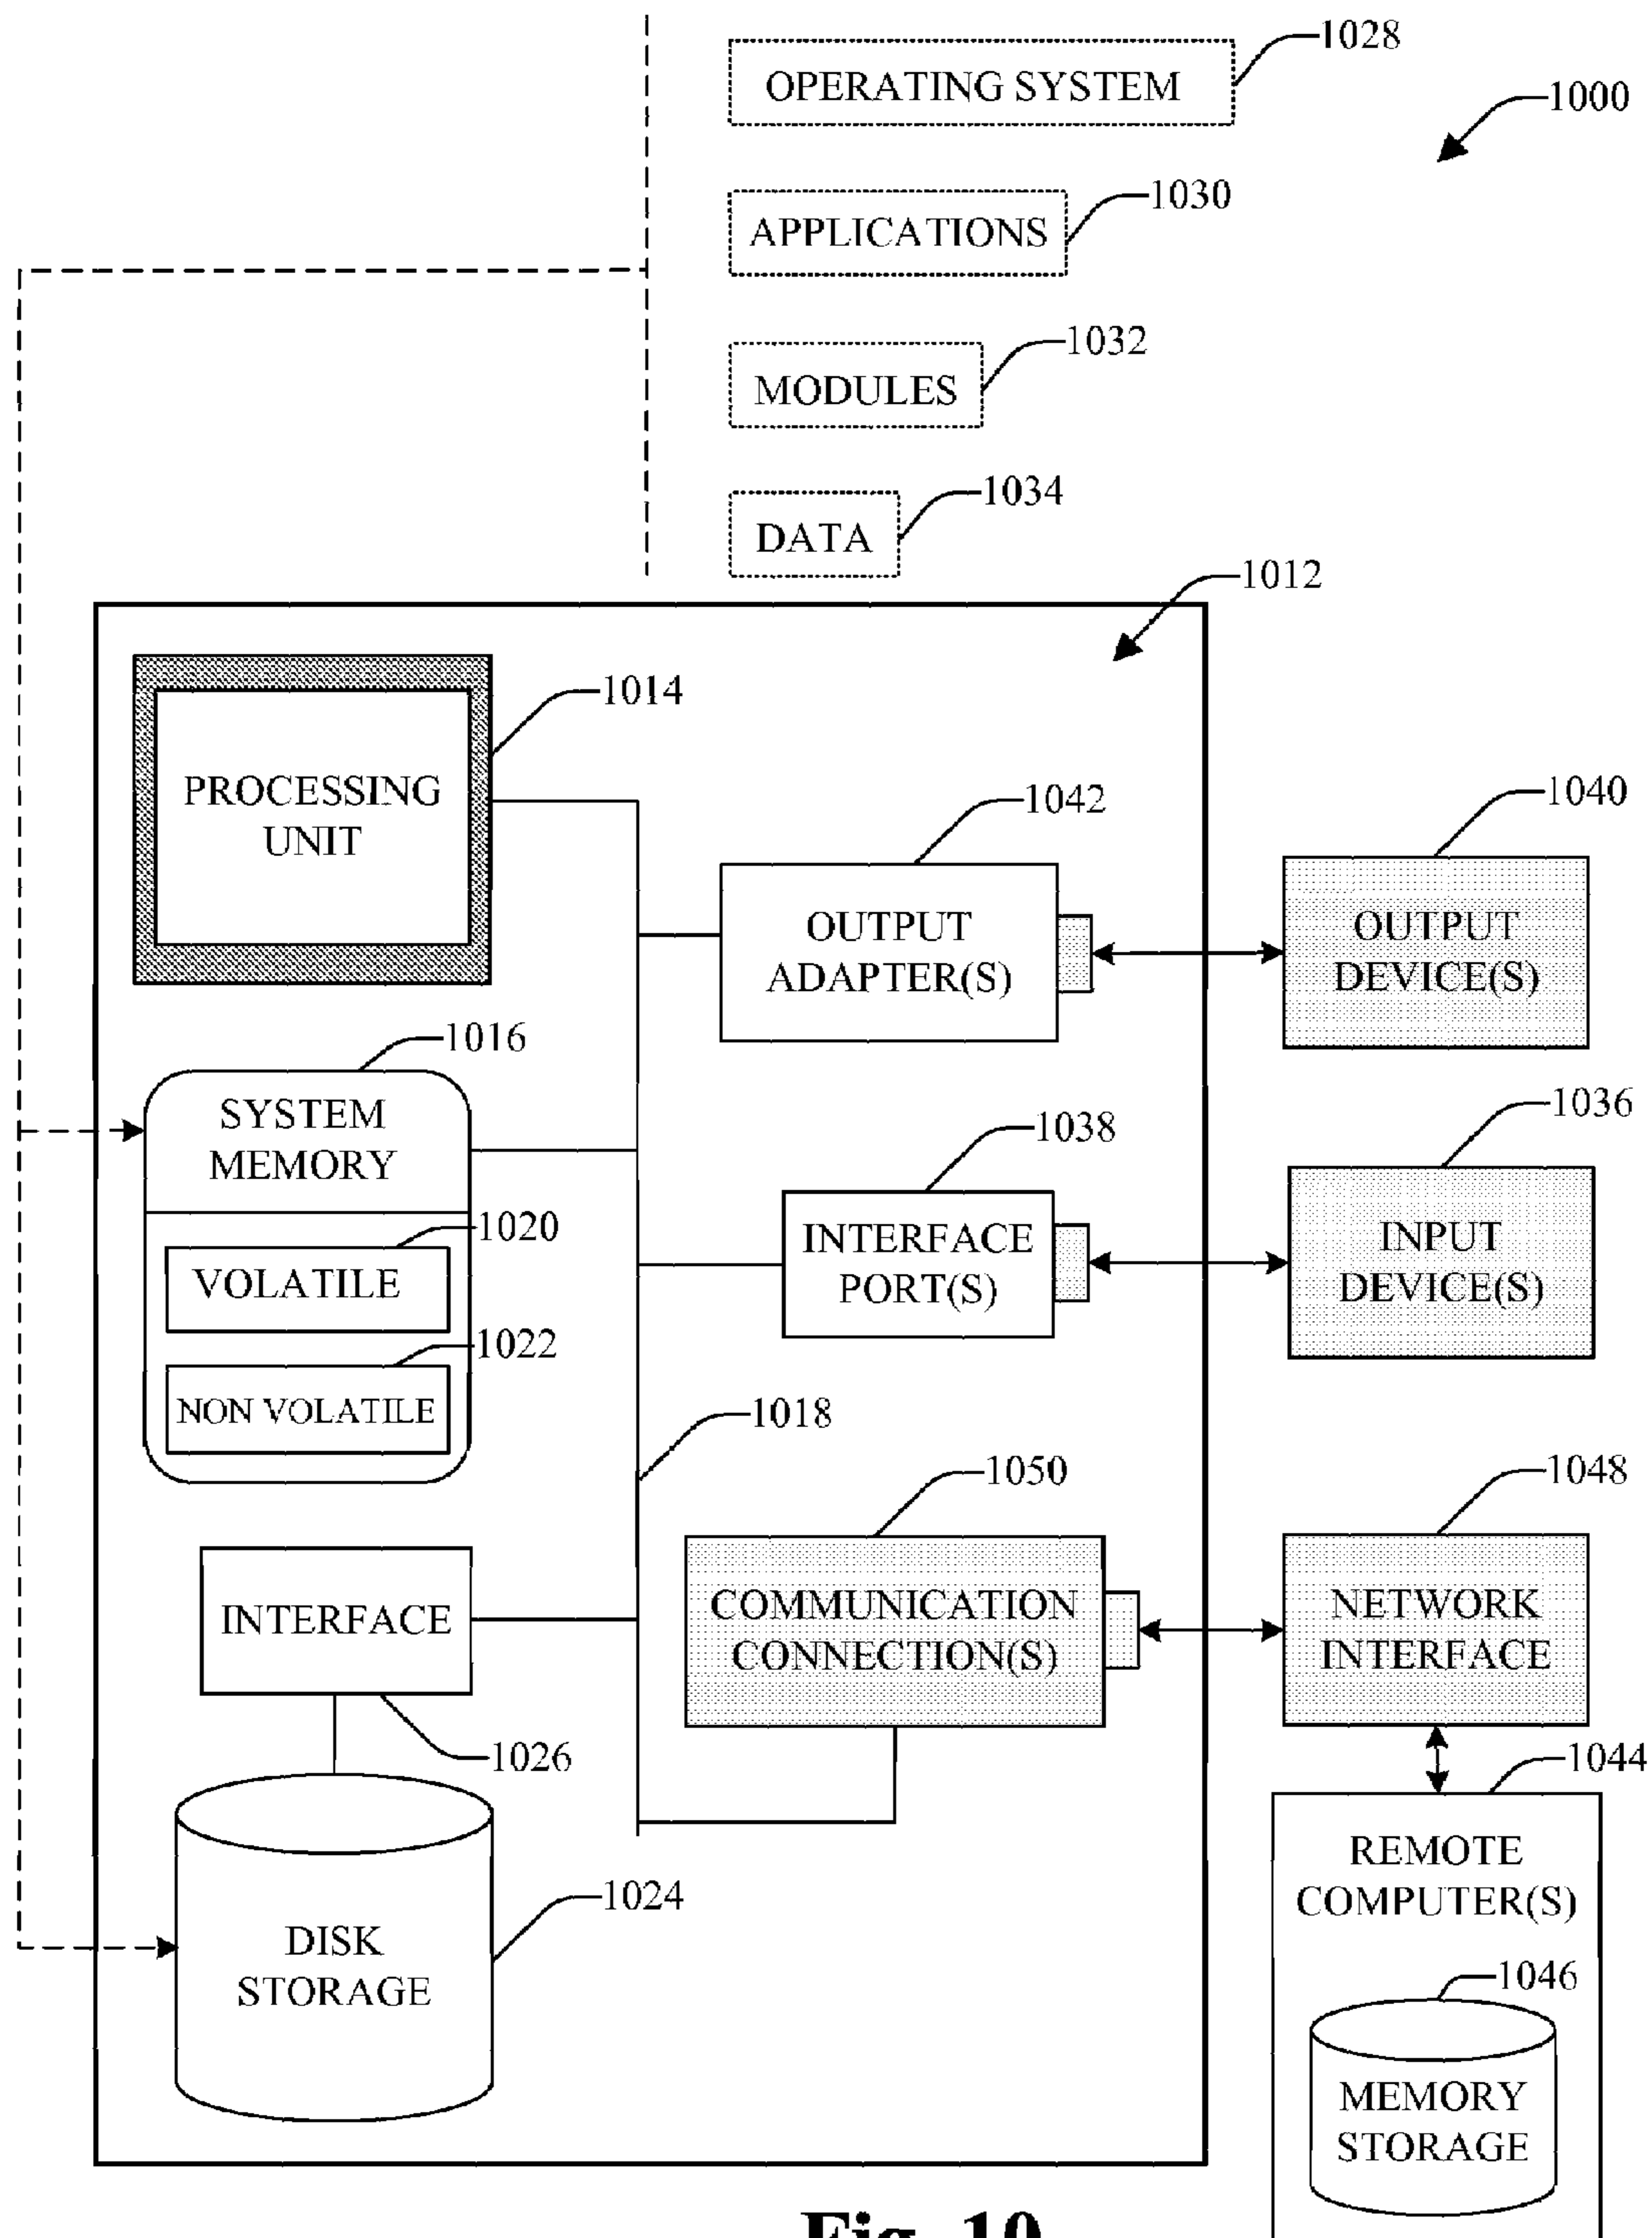 1028
OPERATING SYSTEM
1000
1030
APPLICATIONS
1032
MODULES
1034
DATA
1012
1014
PROCESSING
UNIT
1042
OUTPUT
ADAPTER(S)
1040
OUTPUT
DEVICE(S)
1016
SYSTEM
MEMORY
1020
VOLATILE
1022
NON VOLATILE
1038
INTERFACE
PORT(S)
1036
INPUT
DEVICE(S)
1018
1050
COMMUNICATION
CONNECTION(S)
1048
NETWORK
INTERFACE
INTERFACE
1026
1044
REMOTE
COMPUTER(S)
1024
DISK
STORAGE
1046
MEMORY
STORAGE
Fig. 10